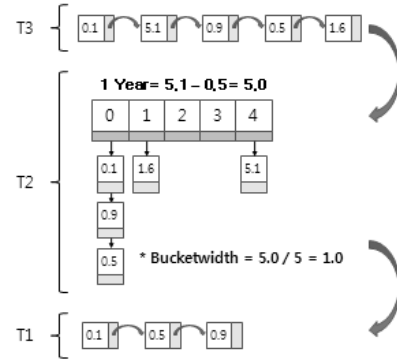 T3
0.1 5.1 0.9 0.5 1.6
1 Year= 5.1 – 0.5= 5.0
0 1 2 3 4
T2
0.1 1.6 5.1
0.9
0.5
* Bucketwidth = 5.0 / 5 = 1.0
T1
0.1 0.5 0.9